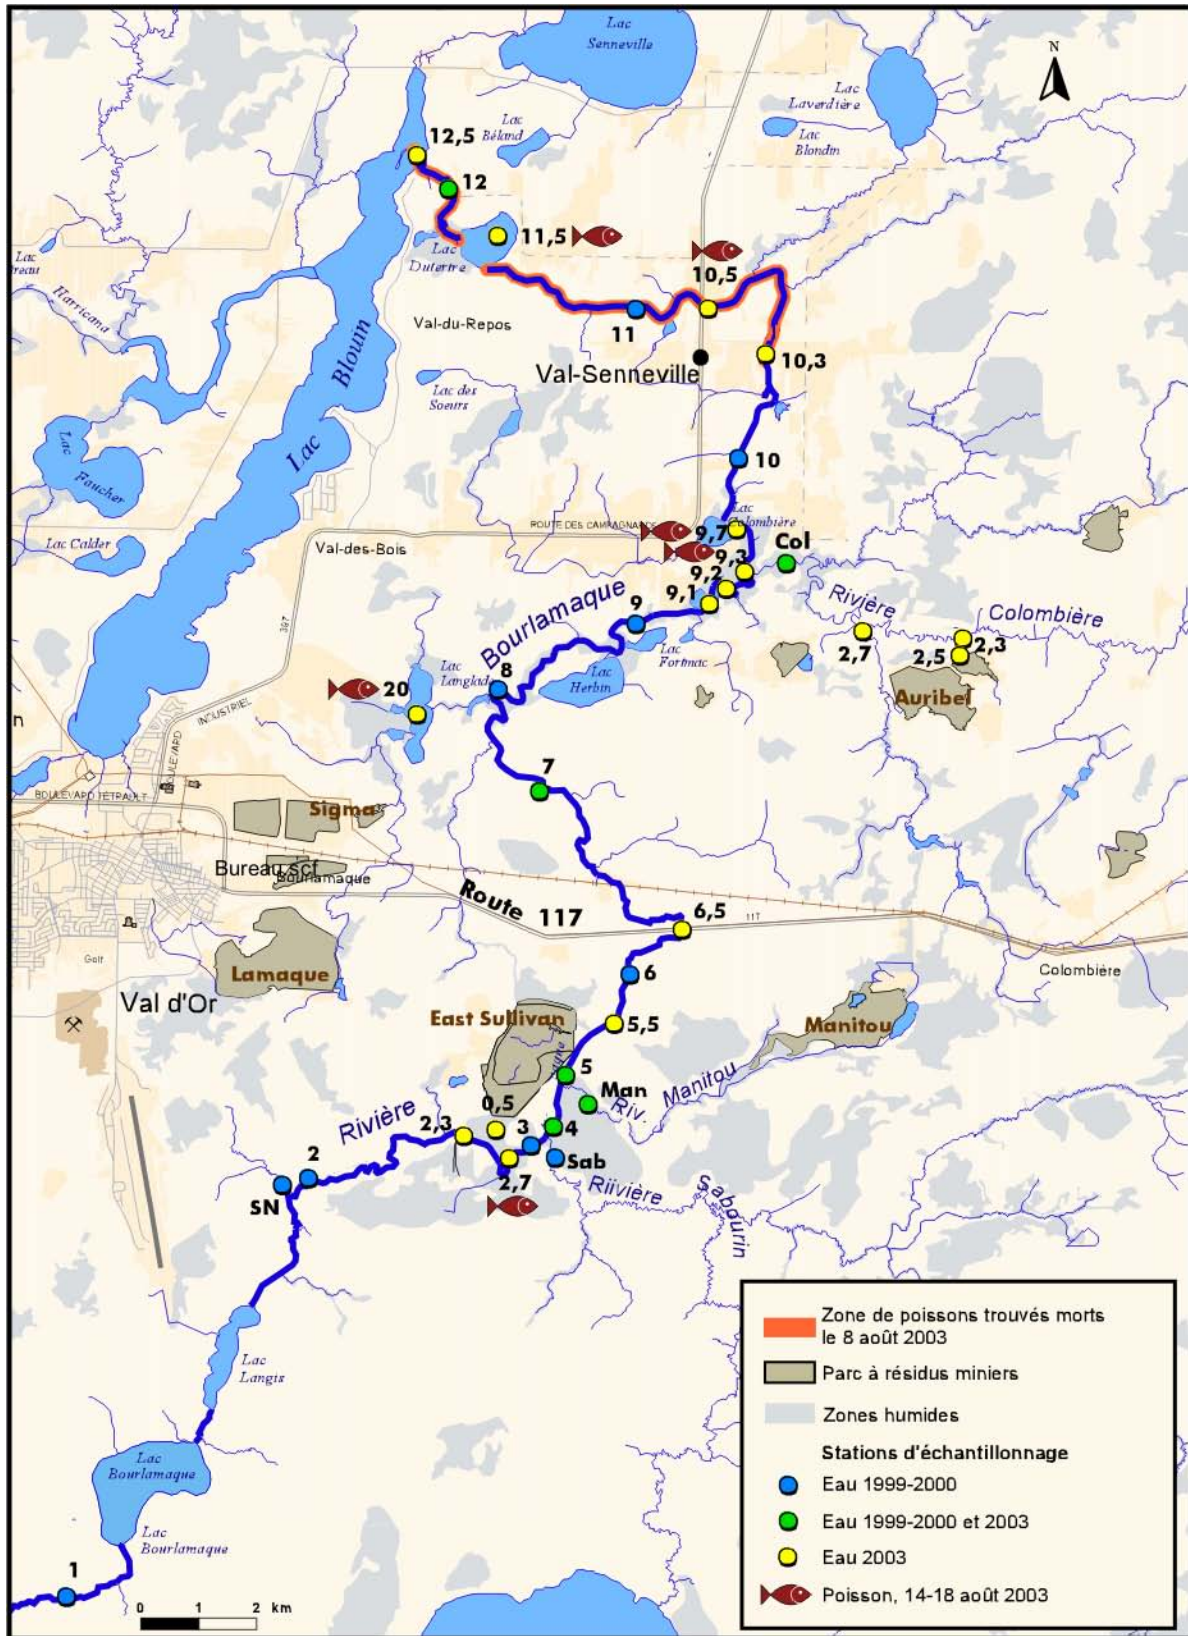 Lac
Senneville
N
Lac
Laverdière
Lac
Blondin
Lac
Béland
12,5
12
11,5
Lac
Dutertre
10,5
Lac
Harricana
Val-du-Repos
11
Val-Senneville
10,3
Lac Blouin
Lac des
Soeurs
Lac
Faucher
10
Lac Calder
ROUTE DES CAMPAGNARDS
Val-des-Bois
Lac
Colombière
9,7
9,3
Col
9,2
9,1
9
Rivière Colombière
2,7
2,3
2,5
Auribel
Bourlamaque
397
8
Lac
Fortmac
Lac
Herbin
Lac
Langlade
20
n
BOULEVARD INDUSTRIEL
7
BOULEVARD TÉTRAULT
Sigma
Bureau scf
Bourlamaque
Route 117
6,5
117
Golf
Lamaque
6
Colombière
Val d'Or
East Sullivan
5,5
Manitou
5
Man
Riv. Manitou
0,5
Rivière
2,3
3
4
2
Sab
SN
2,7
Riivière Sabourin
Lac
Langis
Lac
Bourlamaque
Lac
Bourlamaque
1
0 1 2 km
Zone de poissons trouvés morts
le 8 août 2003
Parc à résidus miniers
Zones humides
Stations d'échantillonnage
Eau 1999-2000
Eau 1999-2000 et 2003
Eau 2003
Poisson, 14-18 août 2003